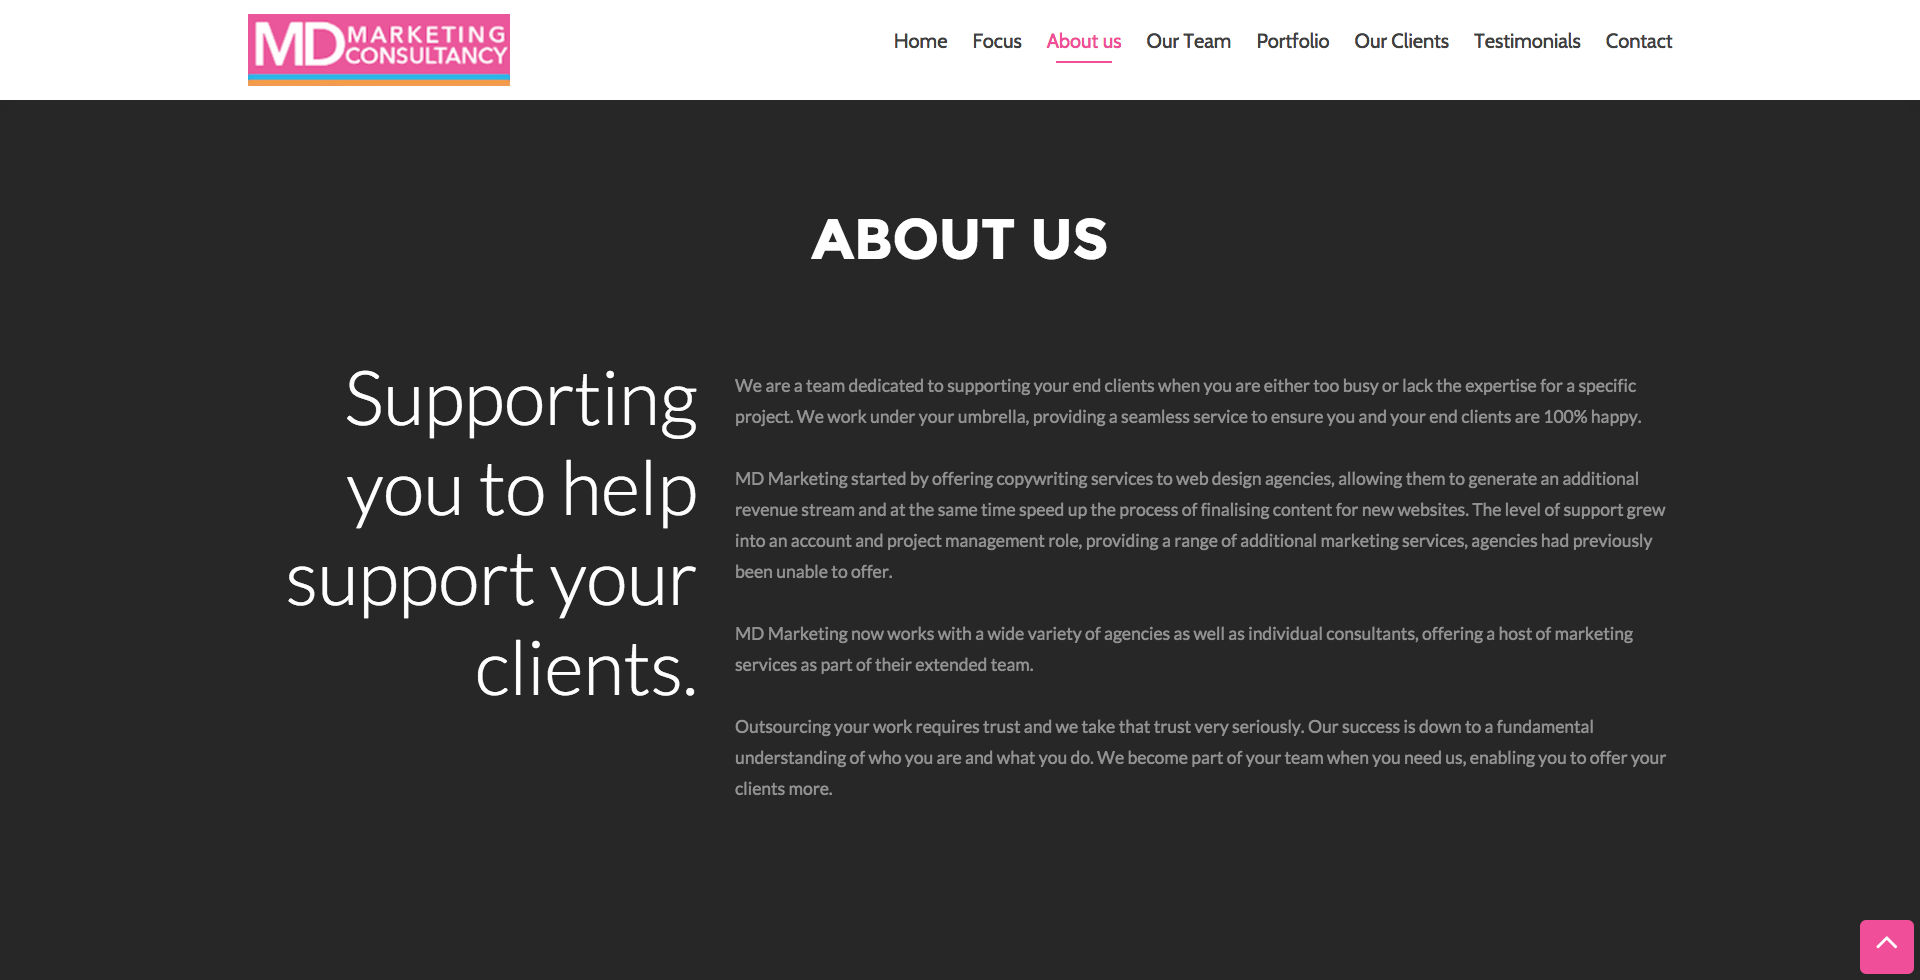 MD MARKETING
CONSULTANCY
Home Focus About us Our Team Portfolio Our Clients Testimonials Contact
ABOUT US
Supporting
you to help
support your
clients.
We are a team dedicated to supporting your end clients when you are either too busy or lack the expertise for a specific
project. We work under your umbrella, providing a seamless service to ensure you and your end clients are 100% happy.
MD Marketing started by offering copywriting services to web design agencies, allowing them to generate an additional
revenue stream and at the same time speed up the process of finalising content for new websites. The level of support grew
into an account and project management role, providing a range of additional marketing services, agencies had previously
been unable to offer.
MD Marketing now works with a wide variety of agencies as well as individual consultants, offering a host of marketing
services as part of their extended team.
Outsourcing your work requires trust and we take that trust very seriously. Our success is down to a fundamental
understanding of who you are and what you do. We become part of your team when you need us, enabling you to offer your
clients more.